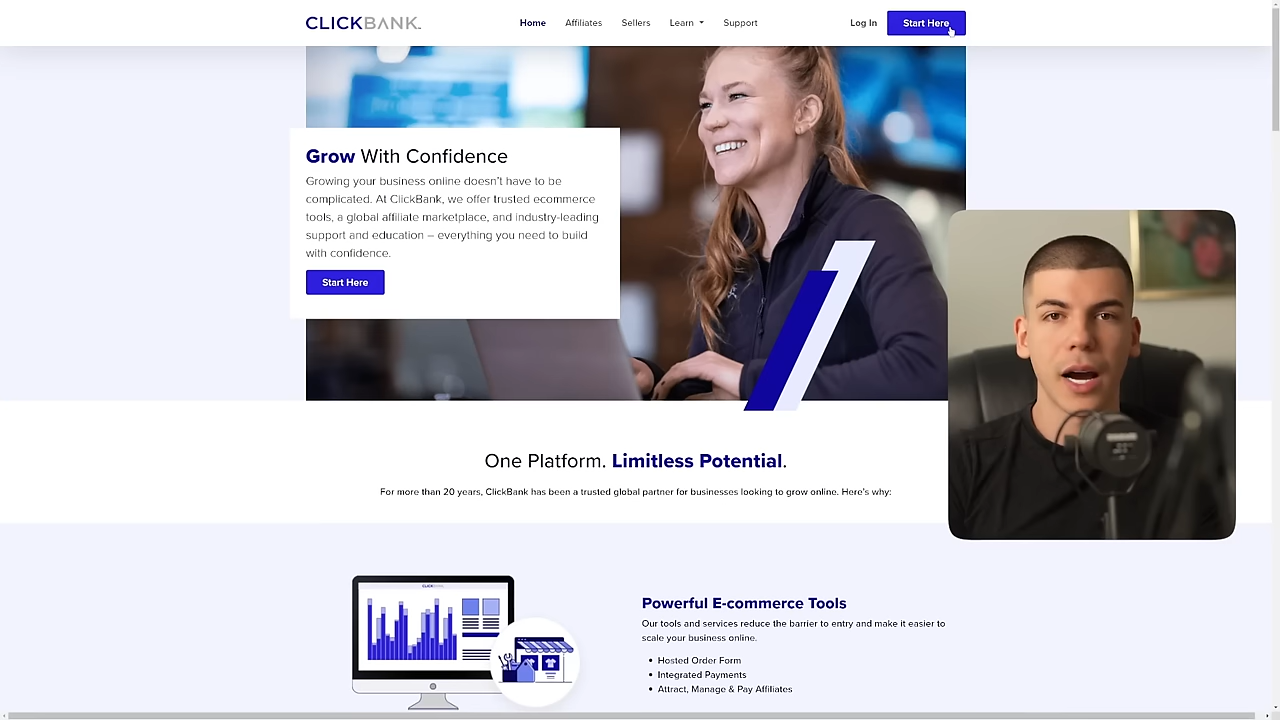 CLICKBANK
Home Affiliates Sellers Learn Support Log In Start Here
Grow With Confidence
Growing your business online doesn't have to be
complicated. At ClickBank, we offer trusted ecommerce
tools, a global affiliate marketplace, and industry-leading
support and education – everything you need to build
with confidence.
Start Here
One Platform. Limitless Potential.
For more than 20 years, ClickBank has been a trusted global partner for businesses looking to grow online. Here's why:
CLICKBANK
Powerful E-commerce Tools
Our tools and services reduce the barrier to entry and make it easier to
scale your business online.
Hosted Order Form
Integrated Payments
Attract, Manage & Pay Affiliates